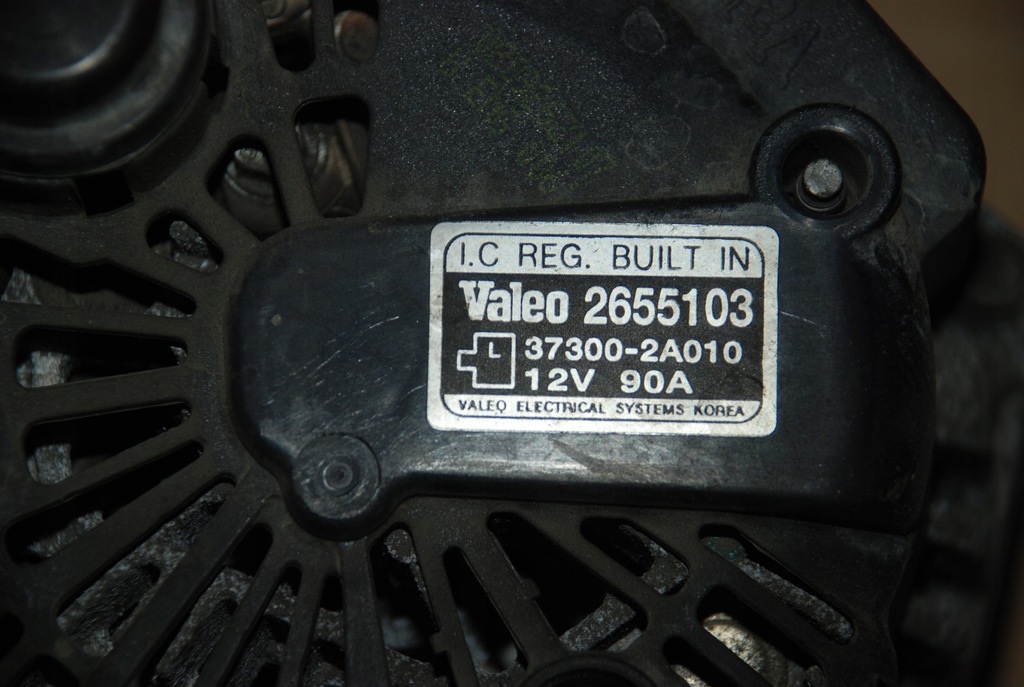 I.C REG. BUILT IN
Valeo 2655103
L 37300-2A010
12V 90A
VALEO ELECTRICAL SYSTEMS KOREA